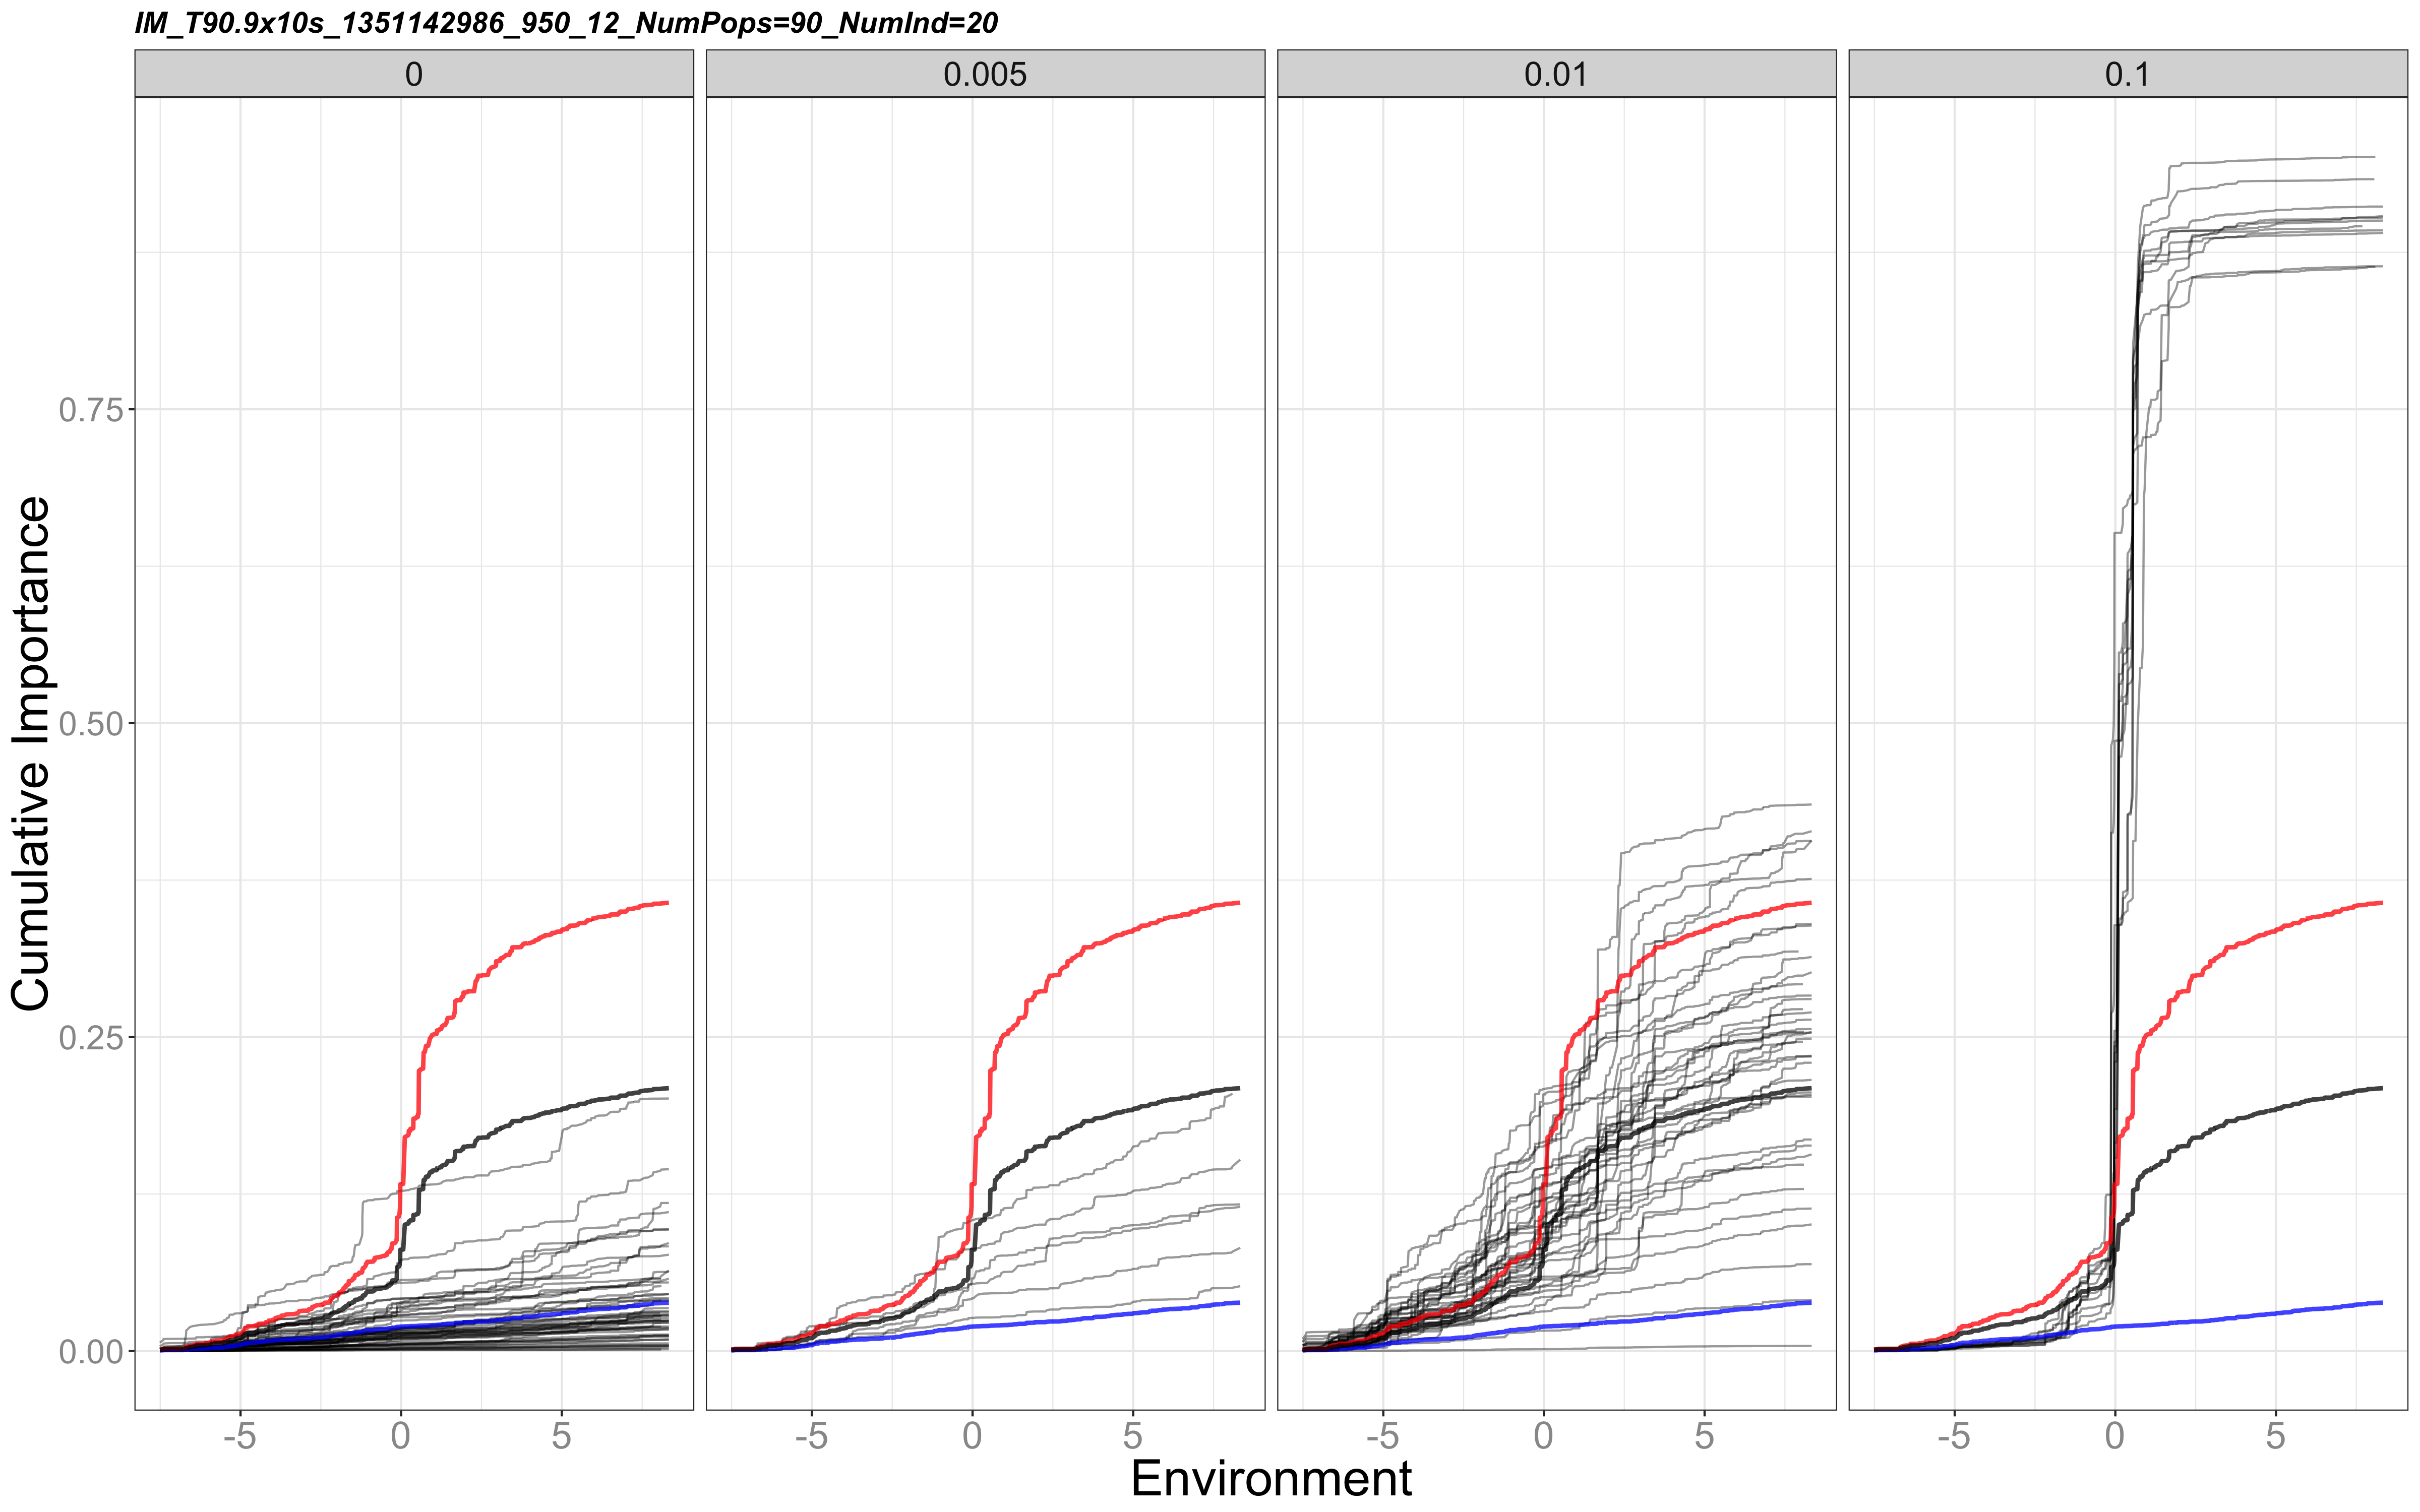 IM_T90.9x10s_1351142986_950_12_NumPops=90_NumInd=20
0 0.005 0.01 0.1
Cumulative Importance
0.75
0.50
0.25
0.00
-5 0 5 -5 0 5 -5 0 5 -5 0 5
Environment